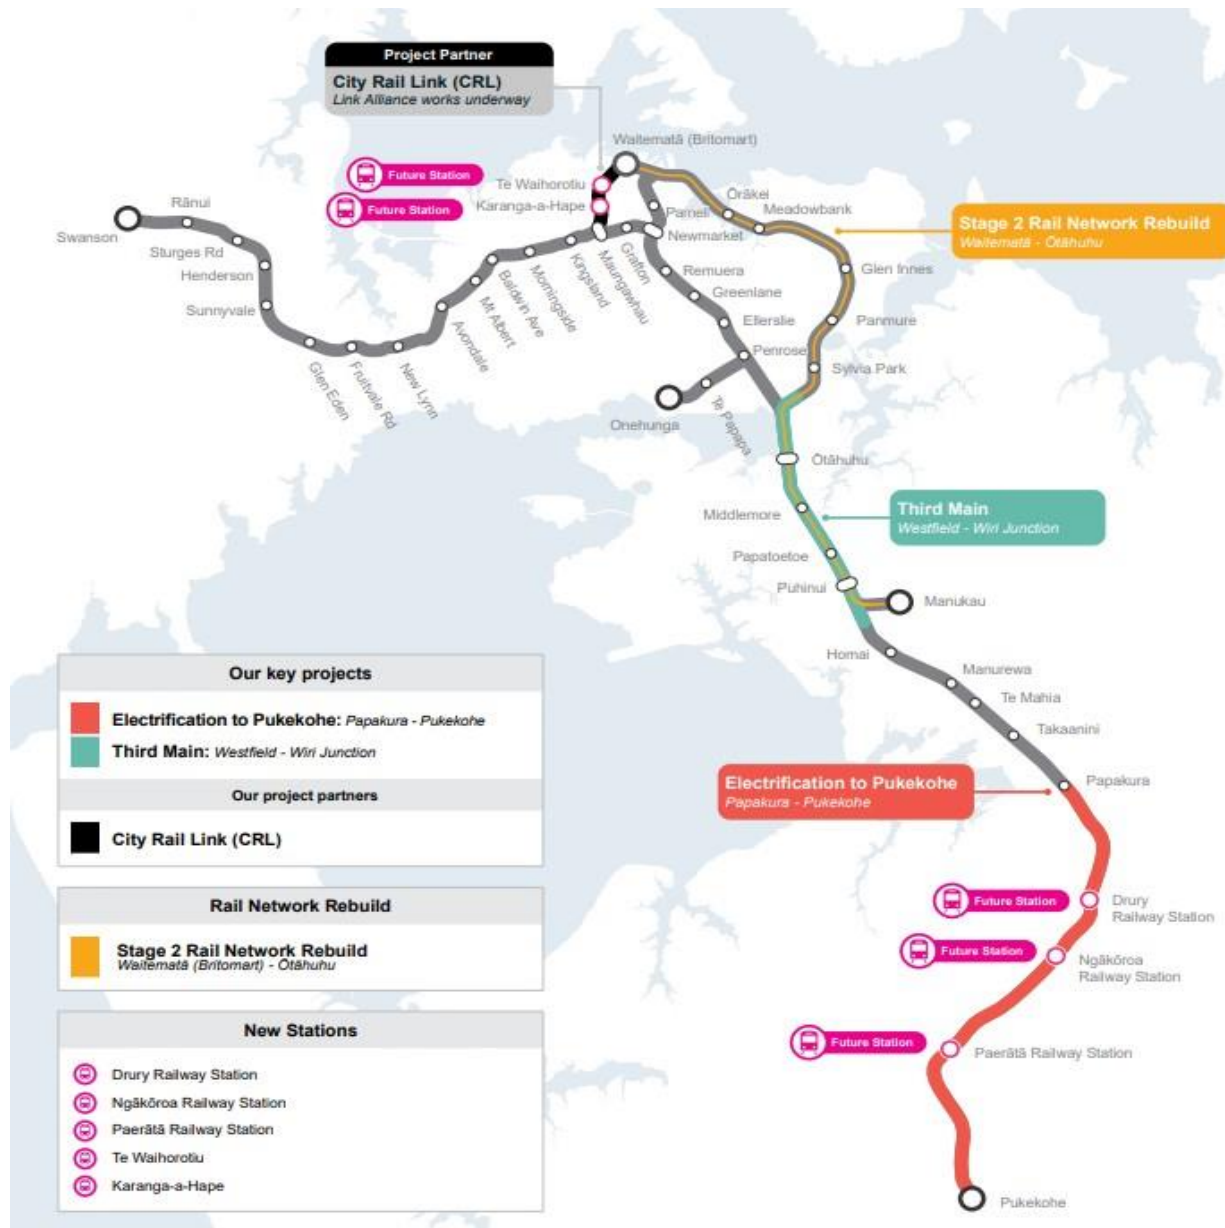 Project Partner
City Rail Link (CRL)
Link Alliance works underway
Waitematā (Britomart)
Future Station
Te Waihorotiu
Future Station
Karanga-a-Hape
Rānui
Swanson
Sturges Rd
Henderson
Sunnyvale
Glen Eden
Fruitvale Rd
New Lynn
Avondale
Mt Albert
Baldwin Ave
Morningside
Kingsland
Maungawhau
Grafton
Parnell
Newmarket
Ōrākei
Meadowbank
Stage 2 Rail Network Rebuild
Waitematā - Ōtāhuhu
Remuera
Glen Innes
Greenlane
Ellerslie
Panmure
Penrose
Sylvia Park
Te Papapa
Onehunga
Ōtāhuhu
Middlemore
Third Main
Westfield - Wiri Junction
Papatoetoe
Puhinui
Manukau
Homai
Manurewa
Te Mahia
Takaanini
Electrification to Pukekohe
Papakura - Pukekohe
Papakura
Future Station
Drury
Railway Station
Future Station
Ngākōroa
Railway Station
Future Station
Paerātā Railway Station
Pukekohe
Our key projects
Electrification to Pukekohe: Papakura - Pukekohe
Third Main: Westfield - Wiri Junction
Our project partners
City Rail Link (CRL)
Rail Network Rebuild
Stage 2 Rail Network Rebuild
Waitematā (Britomart) - Ōtāhuhu
New Stations
Drury Railway Station
Ngākōroa Railway Station
Paerātā Railway Station
Te Waihorotiu
Karanga-a-Hape